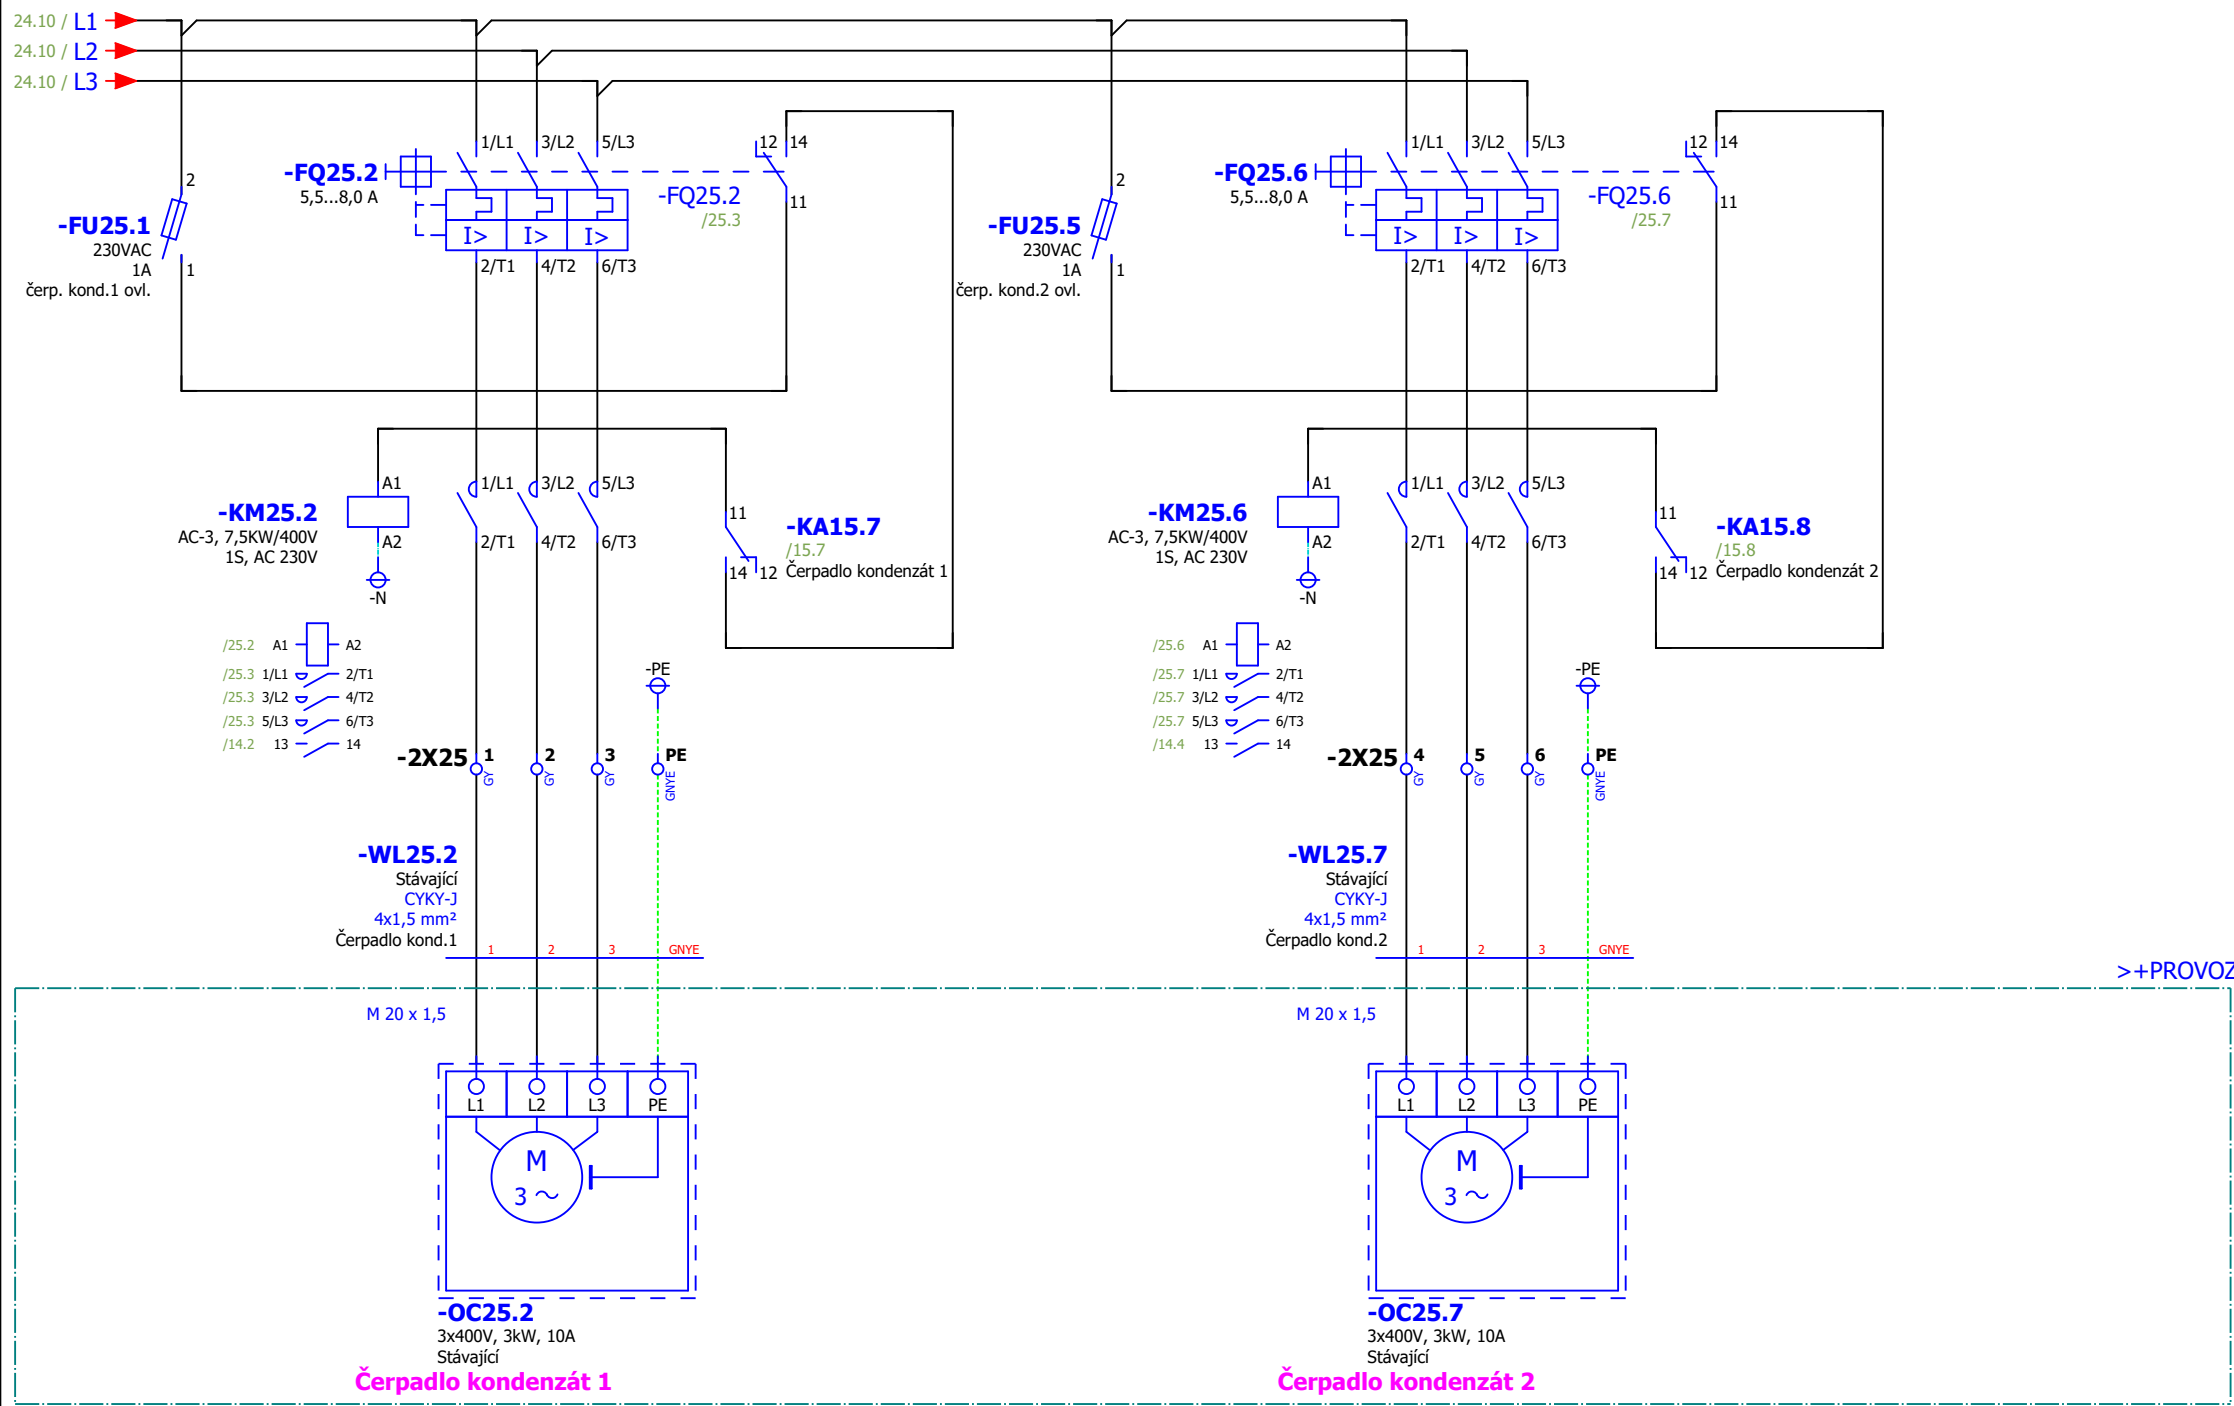 24.10 / L1
24.10 / L2
24.10 / L3
-FU25.1
230VAC
1A
čerp. kond.1 ovl.
2
1
-FQ25.2
5,5...8,0 A
1/L1 3/L2 5/L3
I> I> I>
2/T1 4/T2 6/T3
12 14
-FQ25.2
/25.3
11
-FU25.5
230VAC
1A
čerp. kond.2 ovl.
2
1
-FQ25.6
5,5...8,0 A
1/L1 3/L2 5/L3
I> I> I>
2/T1 4/T2 6/T3
12 14
-FQ25.6
/25.7
11
-KM25.2
AC-3, 7,5KW/400V
1S, AC 230V
A1
A2
-N
1/L1 3/L2 5/L3
2/T1 4/T2 6/T3
11
14 12
-KA15.7
/15.7
Čerpadlo kondenzát 1
-KM25.6
AC-3, 7,5KW/400V
1S, AC 230V
A1
A2
-N
1/L1 3/L2 5/L3
2/T1 4/T2 6/T3
11
14 12
-KA15.8
/15.8
Čerpadlo kondenzát 2
/25.2 A1 A2
/25.3 1/L1 2/T1
/25.3 3/L2 4/T2
/25.3 5/L3 6/T3
/14.2 13 14
-PE
-2X25 1 2 3 PE
GY GY GY GNYE
/25.6 A1 A2
/25.7 1/L1 2/T1
/25.7 3/L2 4/T2
/25.7 5/L3 6/T3
/14.4 13 14
-PE
-2X25 4 5 6 PE
GY GY GY GNYE
-WL25.2
Stávající
CYKY-J
4x1,5 mm²
Čerpadlo kond.1
1 2 3 GNYE
-WL25.7
Stávající
CYKY-J
4x1,5 mm²
Čerpadlo kond.2
1 2 3 GNYE
>+PROVOZ
M 20 x 1,5
L1 L2 L3 PE
M
3 ~
-OC25.2
3x400V, 3kW, 10A
Stávající
Čerpadlo kondenzát 1
M 20 x 1,5
L1 L2 L3 PE
M
3 ~
-OC25.7
3x400V, 3kW, 10A
Stávající
Čerpadlo kondenzát 2